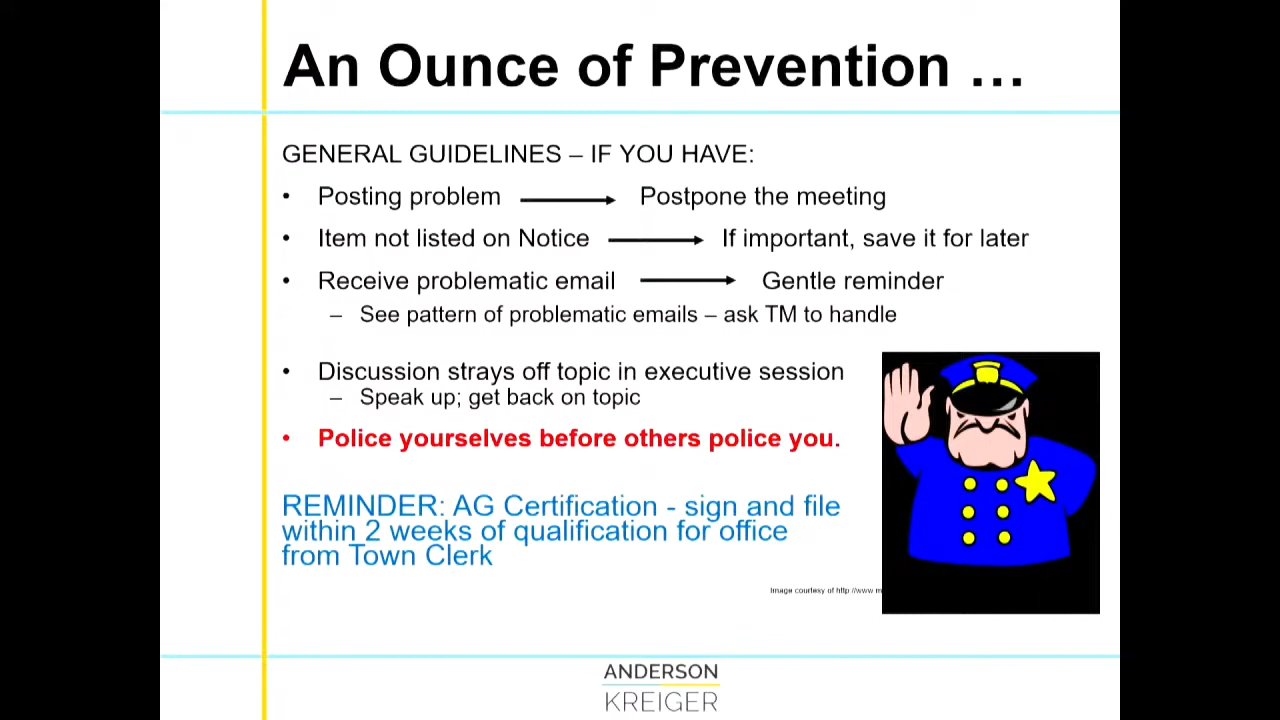 An Ounce of Prevention …
GENERAL GUIDELINES – IF YOU HAVE:
• Posting problem Postpone the meeting
• Item not listed on Notice If important, save it for later
• Receive problematic email Gentle reminder
– See pattern of problematic emails – ask TM to handle
• Discussion strays off topic in executive session
– Speak up; get back on topic
• Police yourselves before others police you.
REMINDER: AG Certification - sign and file
within 2 weeks of qualification for office
from Town Clerk
Image courtesy of http://www m
ANDERSON
KREIGER